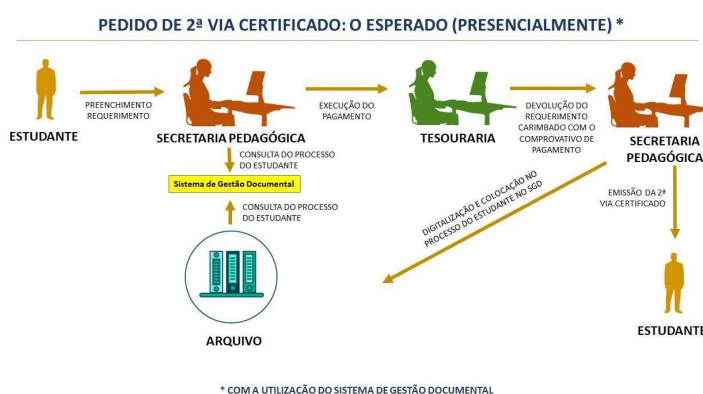 PEDIDO DE 2ª VIA CERTIFICADO: O ESPERADO (PRESENCIALMENTE) *
ESTUDANTE
PREENCHIMENTO
REQUERIMENTO
SECRETARIA PEDAGÓGICA
EXECUÇÃO DO
PAGAMENTO
TESOURARIA
DEVOLUÇÃO DO
REQUERIMENTO
CARIMBADO COM O
COMPROVATIVO DE
PAGAMENTO
SECRETARIA
PEDAGÓGICA
CONSULTA DO PROCESSO
DO ESTUDANTE
Sistema de Gestão Documental
CONSULTA DO PROCESSO
DO ESTUDANTE
ARQUIVO
DIGITALIZAÇÃO E COLOCAÇÃO NO
PROCESSO DO ESTUDANTE NO SGD
EMISSÃO DA 2ª
VIA CERTIFICADO
ESTUDANTE
* COM A UTILIZAÇÃO DO SISTEMA DE GESTÃO DOCUMENTAL